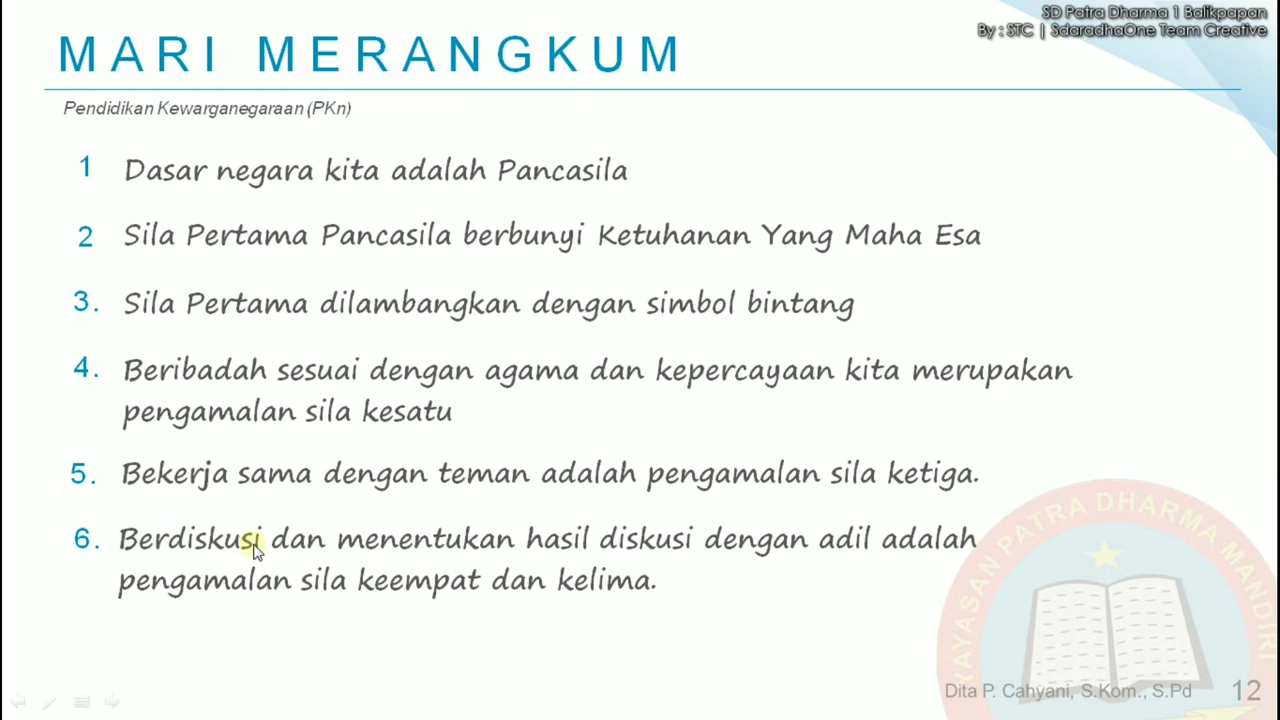 SD Patra Dharma 1 Balikpapan
By : STC | SdaradhaOne Team Creative
MARI MERANGKUM
Pendidikan Kewarganegaraan (PKn)
1 Dasar negara kita adalah Pancasila
2 Sila Pertama Pancasila berbunyi Ketuhanan Yang Maha Esa
3. Sila Pertama dilambangkan dengan simbol bintang
4. Beribadah sesuai dengan agama dan kepercayaan kita merupakan
pengamalan sila kesatu
5. Bekerja sama dengan teman adalah pengamalan sila ketiga.
6. Berdiskusi dan menentukan hasil diskusi dengan adil adalah
pengamalan sila keempat dan kelima.
YAYASAN PATRA DHARMA MANDIRI
Dita P. Cahyani, S.Kom., S.Pd 12